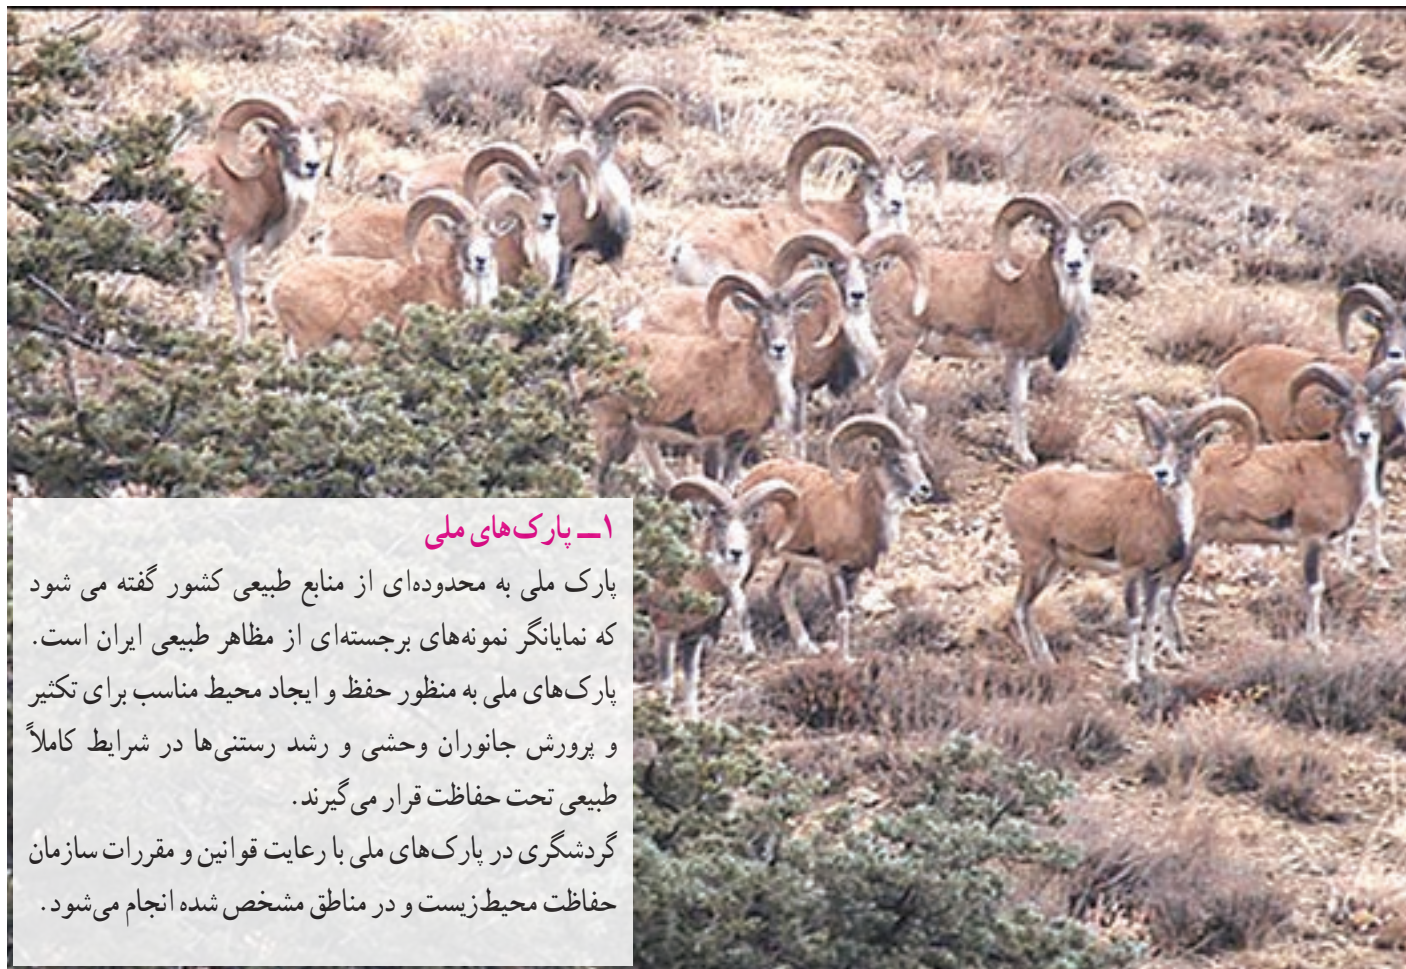 ۱ــ پارک‌های ملی
پارک ملی به محدوده‌ای از منابع طبیعی کشور گفته می شود
که نمایانگر نمونه‌های برجسته‌ای از مظاهر طبیعی ایران است.
پارک‌های ملی به منظور حفظ و ایجاد محیط مناسب برای تکثیر
و پرورش جانوران وحشی و رشد رستنی‌ها در شرایط کاملاً
طبیعی تحت حفاظت قرار می‌گیرند.
گردشگری در پارک‌های ملی با رعایت قوانین و مقررات سازمان
حفاظت محیط‌زیست و در مناطق مشخص شده انجام می‌شود.